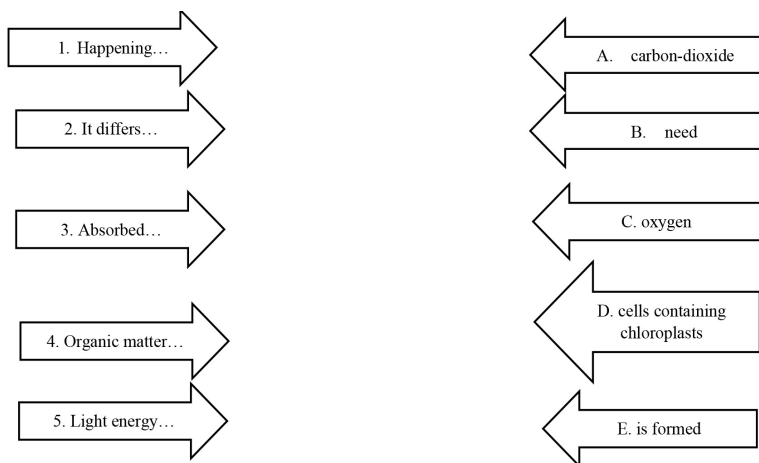 1. Happening…
A. carbon-dioxide
2. It differs…
B. need
3. Absorbed…
C. oxygen
D. cells containing
chloroplasts
4. Organic matter…
5. Light energy…
E. is formed